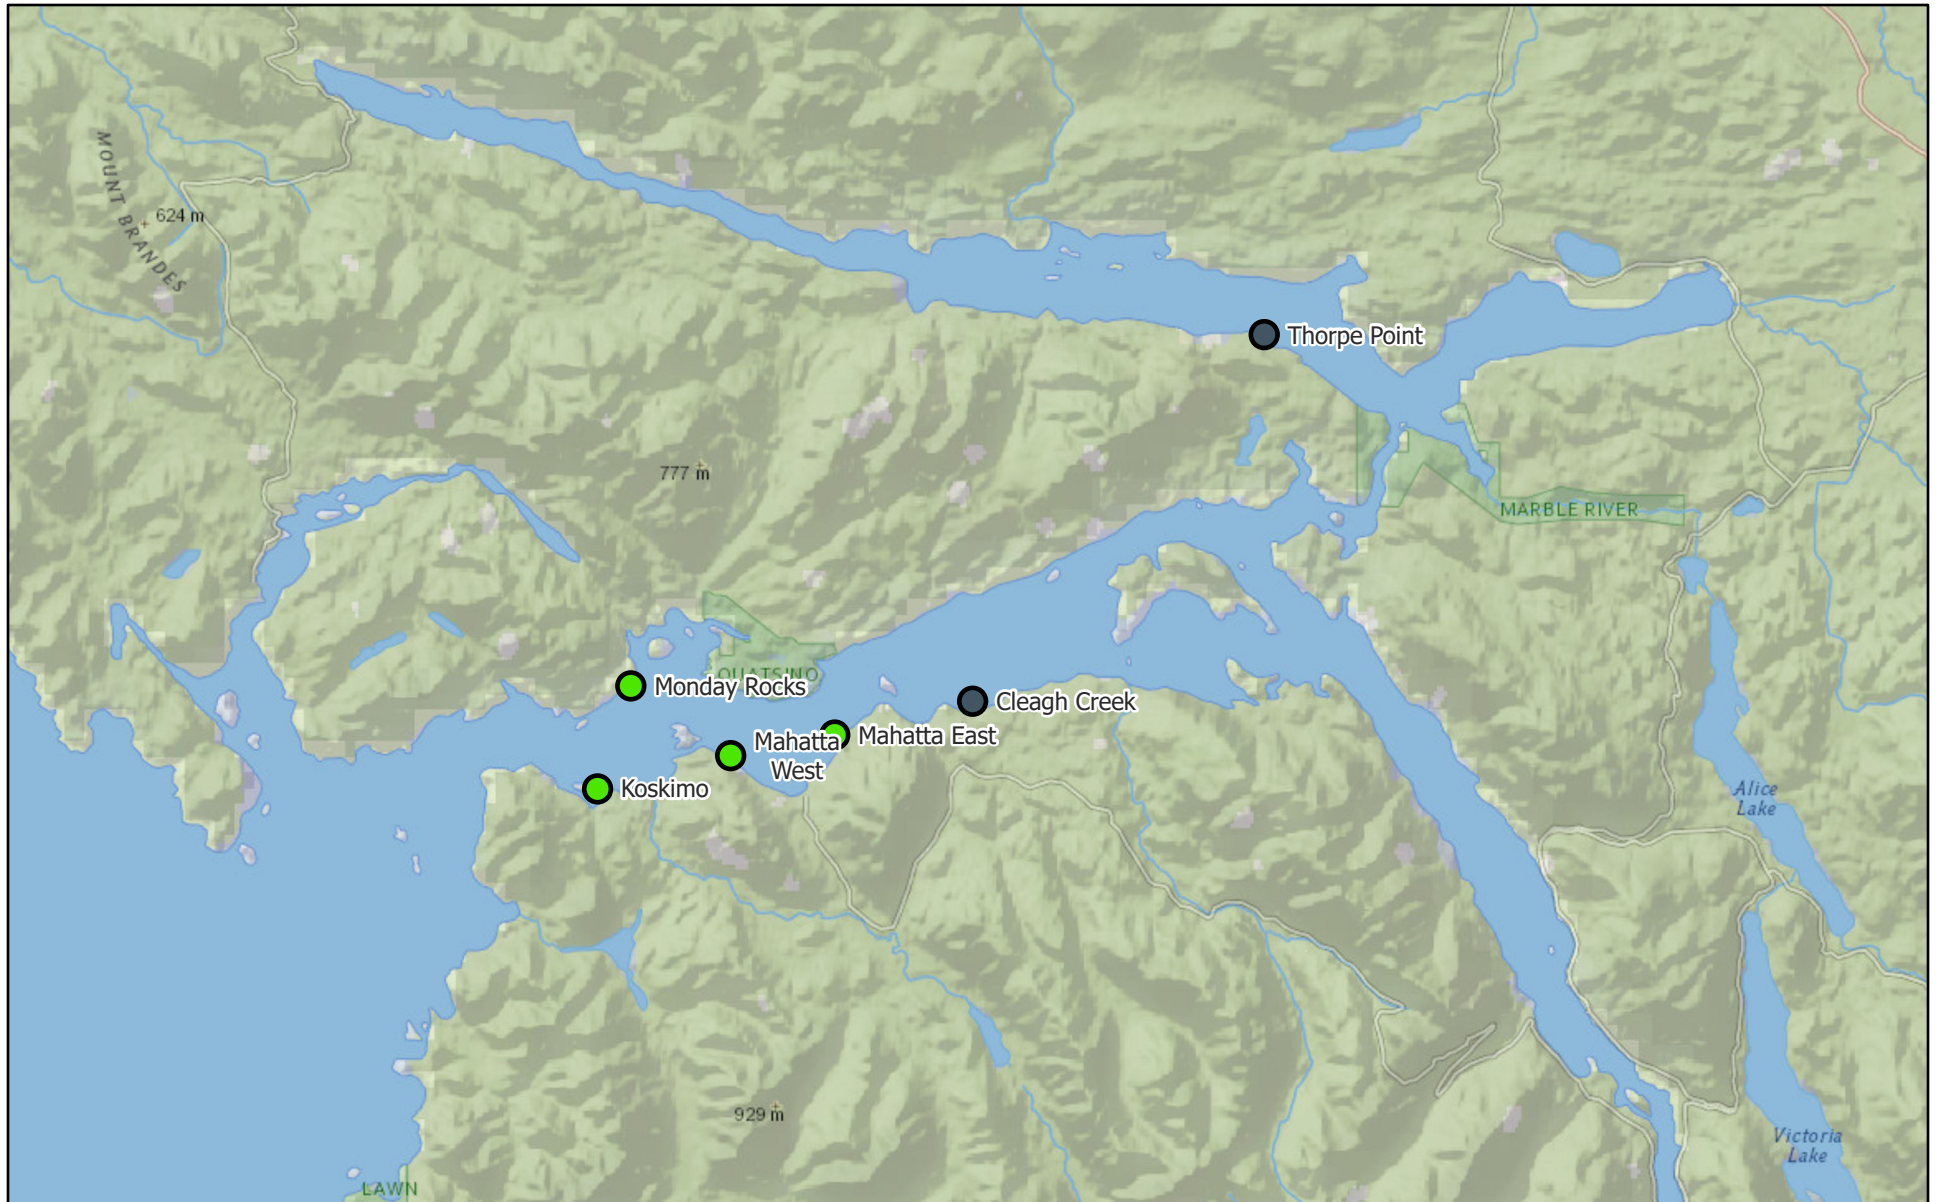 MOUNT BRANDES
624 m
Thorpe Point
777 m
MARBLE RIVER
QUATSINO
Monday Rocks
Cleagh Creek
Mahatta
West
Mahatta East
Koskimo
Alice
Lake
929 m
Victoria
Lake
LAWN